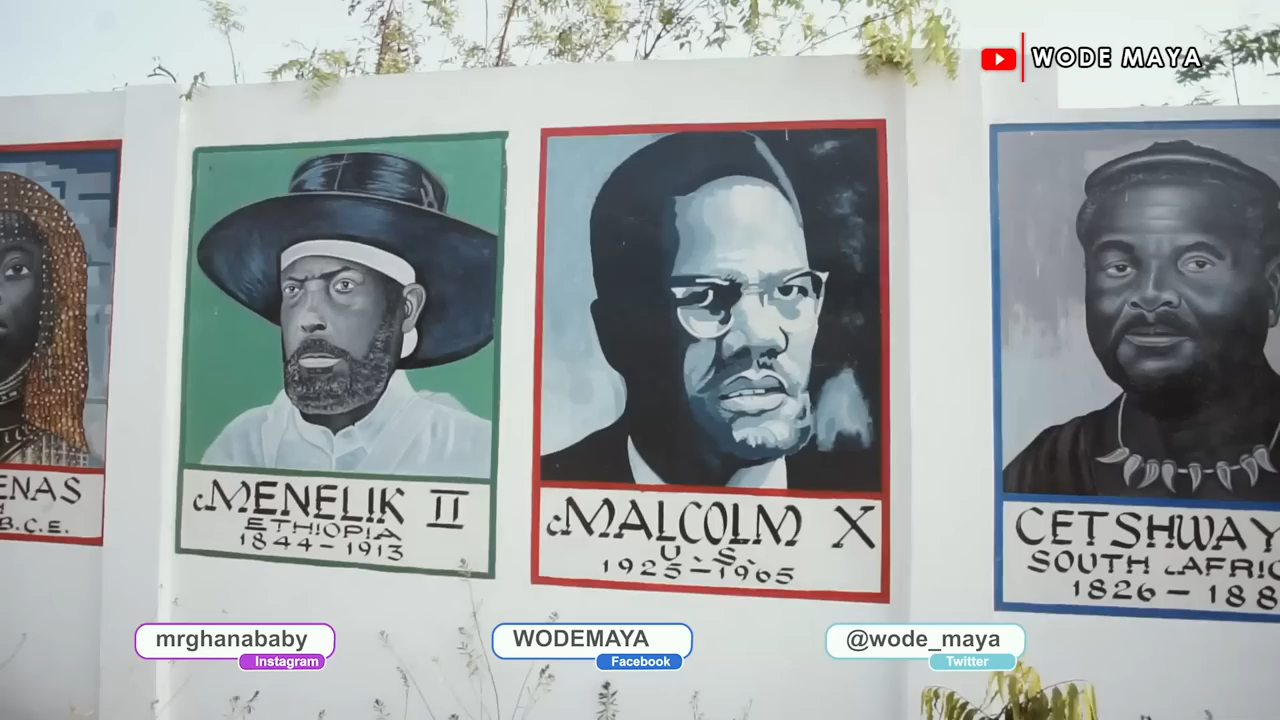 WODE MAYA
ENAS
B.C.E.
MENELIK II
ETHIOPIA
1844-1913
MALCOLM X
U.S.
1925-1965
CETSHWAY
SOUTH AFRIC
1826-188
mrghanababy
Instagram
WODEMAYA
Facebook
@wode_maya
Twitter